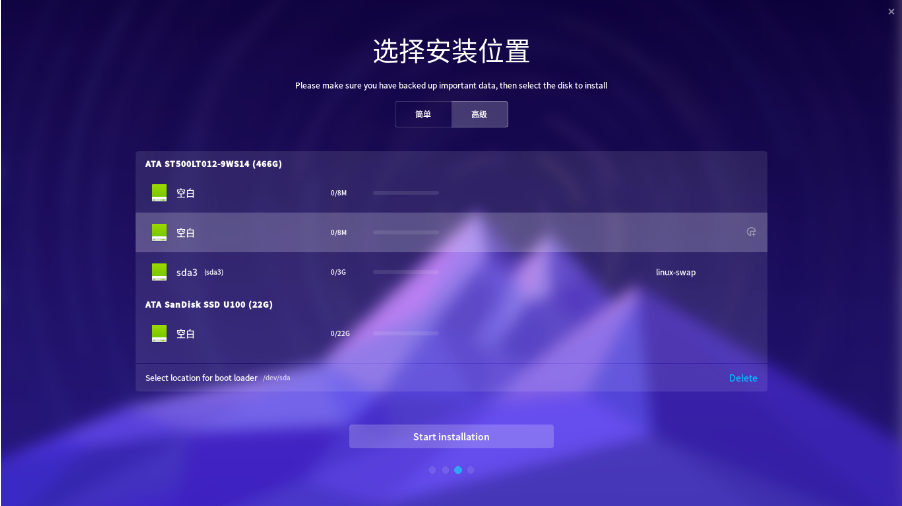 选择安装位置
Please make sure you have backed up important data, then select the disk to install
简单 高级
ATA ST500LT012-9WS14 (466G)
空白 0/8M
空白 0/8M
sda3 (sda3) 0/3G linux-swap
ATA SanDisk SSD U100 (22G)
空白 0/22G
Select location for boot loader /dev/sda Delete
Start installation